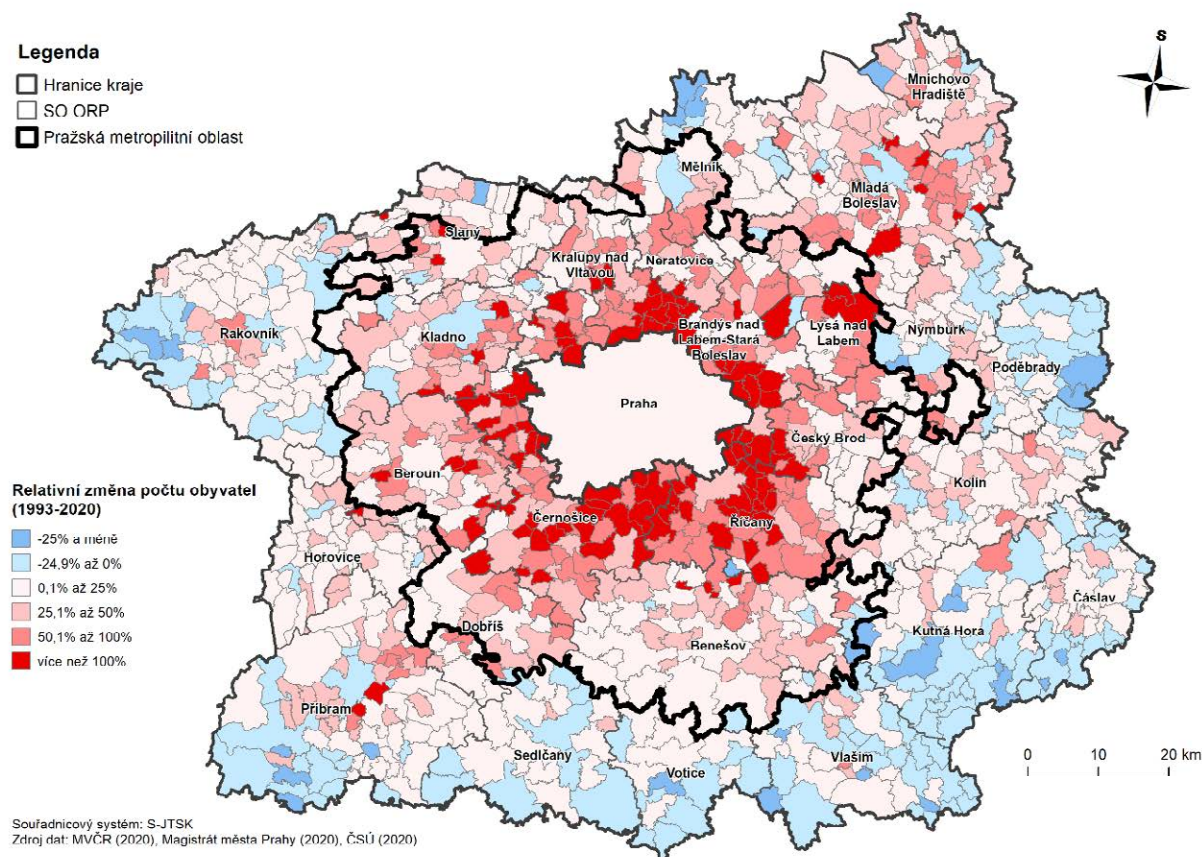 Legenda
Hranice kraje
SO ORP
Pražská metropilitní oblast
S
Mnichovo
Hradiště
Mělník
Mladá
Boleslav
Slaný
Kralupy nad
Vltavou
Neratovice
Rakovník
Kladno
Brandýs nad
Labem-Stará
Boleslav
Lysá nad
Labem
Nymburk
Poděbrady
Praha
Český Brod
Beroun
Kolín
Relativní změna počtu obyvatel
(1993-2020)
-25% a méně
-24,9% až 0%
0,1% až 25%
25,1% až 50%
50,1% až 100%
více než 100%
Černošice
Říčany
Hořovice
Čáslav
Kutná Hora
Dobříš
Benešov
Příbram
Sedlčany
Votice
Vlašim
0 10 20 km
Souřadnicový systém: S-JTSK
Zdroj dat: MVČR (2020), Magistrát města Prahy (2020), ČSÚ (2020)